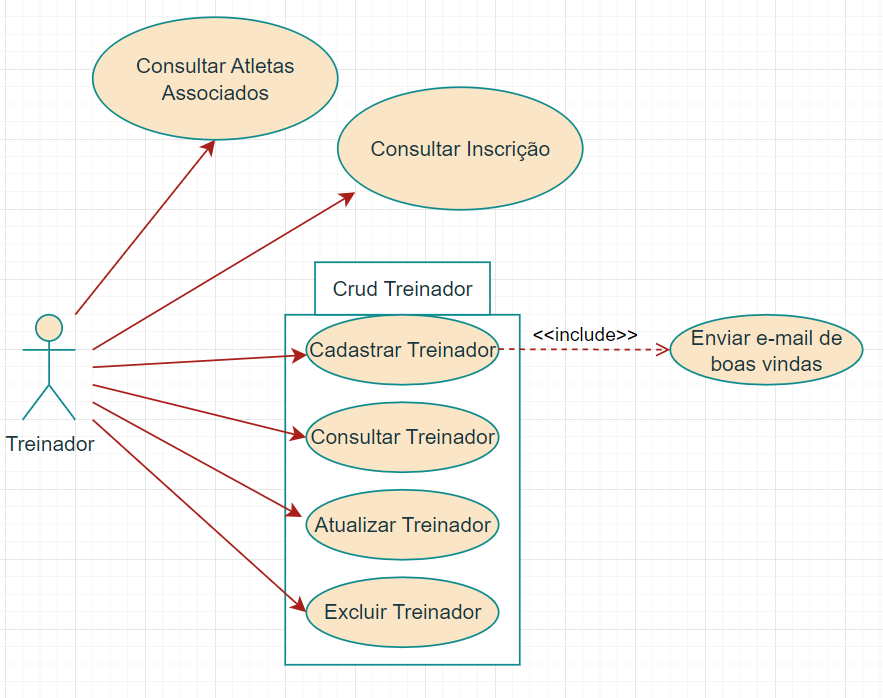 Consultar Atletas
Associados
Consultar Inscrição
Crud Treinador
Cadastrar Treinador
<<include>>
Enviar e-mail de
boas vindas
Treinador
Consultar Treinador
Atualizar Treinador
Excluir Treinador